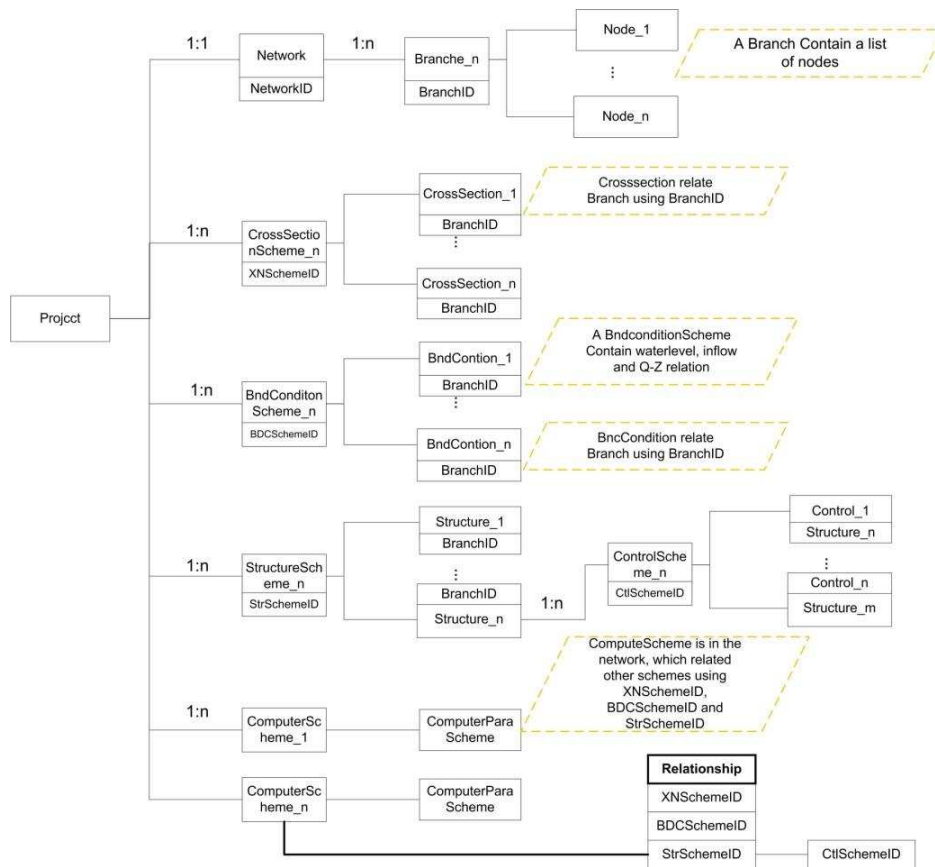 1:1
Network
NetworkID
1:n
Branche_n
BranchID
Node_1
⋮
Node_n
A Branch Contain a list
of nodes
1:n
CrossSectio
nScheme_n
XNSchemeID
CrossSection_1
BranchID
⋮
CrossSection_n
BranchID
Crosssection relate
Branch using BranchID
Projcct
1:n
BndConditon
Scheme_n
BDCSchemeID
BndContion_1
BranchID
⋮
BndContion_n
BranchID
A BndconditionScheme
Contain waterlevel, inflow
and Q-Z relation
BncCondition relate
Branch using BranchID
1:n
StructureSch
eme_n
StrSchemeID
Structure_1
BranchID
⋮
BranchID
Structure_n
1:n
ControlSche
me_n
CtlSchemeID
Control_1
Structure_n
⋮
Control_n
Structure_m
1:n
ComputerSc
heme_1
ComputerPara
Scheme
ComputeScheme is in the
network, which related
other schemes using
XNSchemeID,
BDCSchemeID and
StrSchemeID
ComputerSc
heme_n
ComputerPara
Scheme
Relationship
XNSchemeID
BDCSchemeID
StrSchemeID
CtlSchemeID